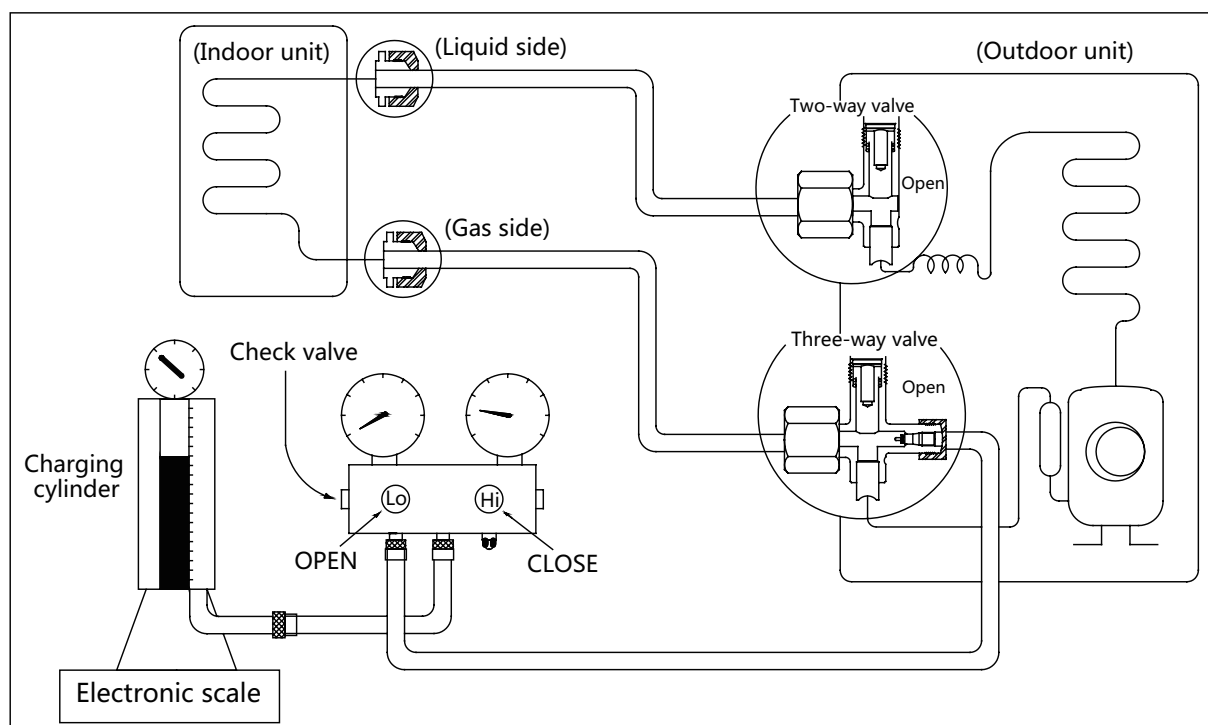 (Indoor unit)
(Liquid side)
(Outdoor unit)
Two-way valve
Open
(Gas side)
Three-way valve
Open
Check valve
Charging
cylinder
Lo
Hi
OPEN
CLOSE
Electronic scale